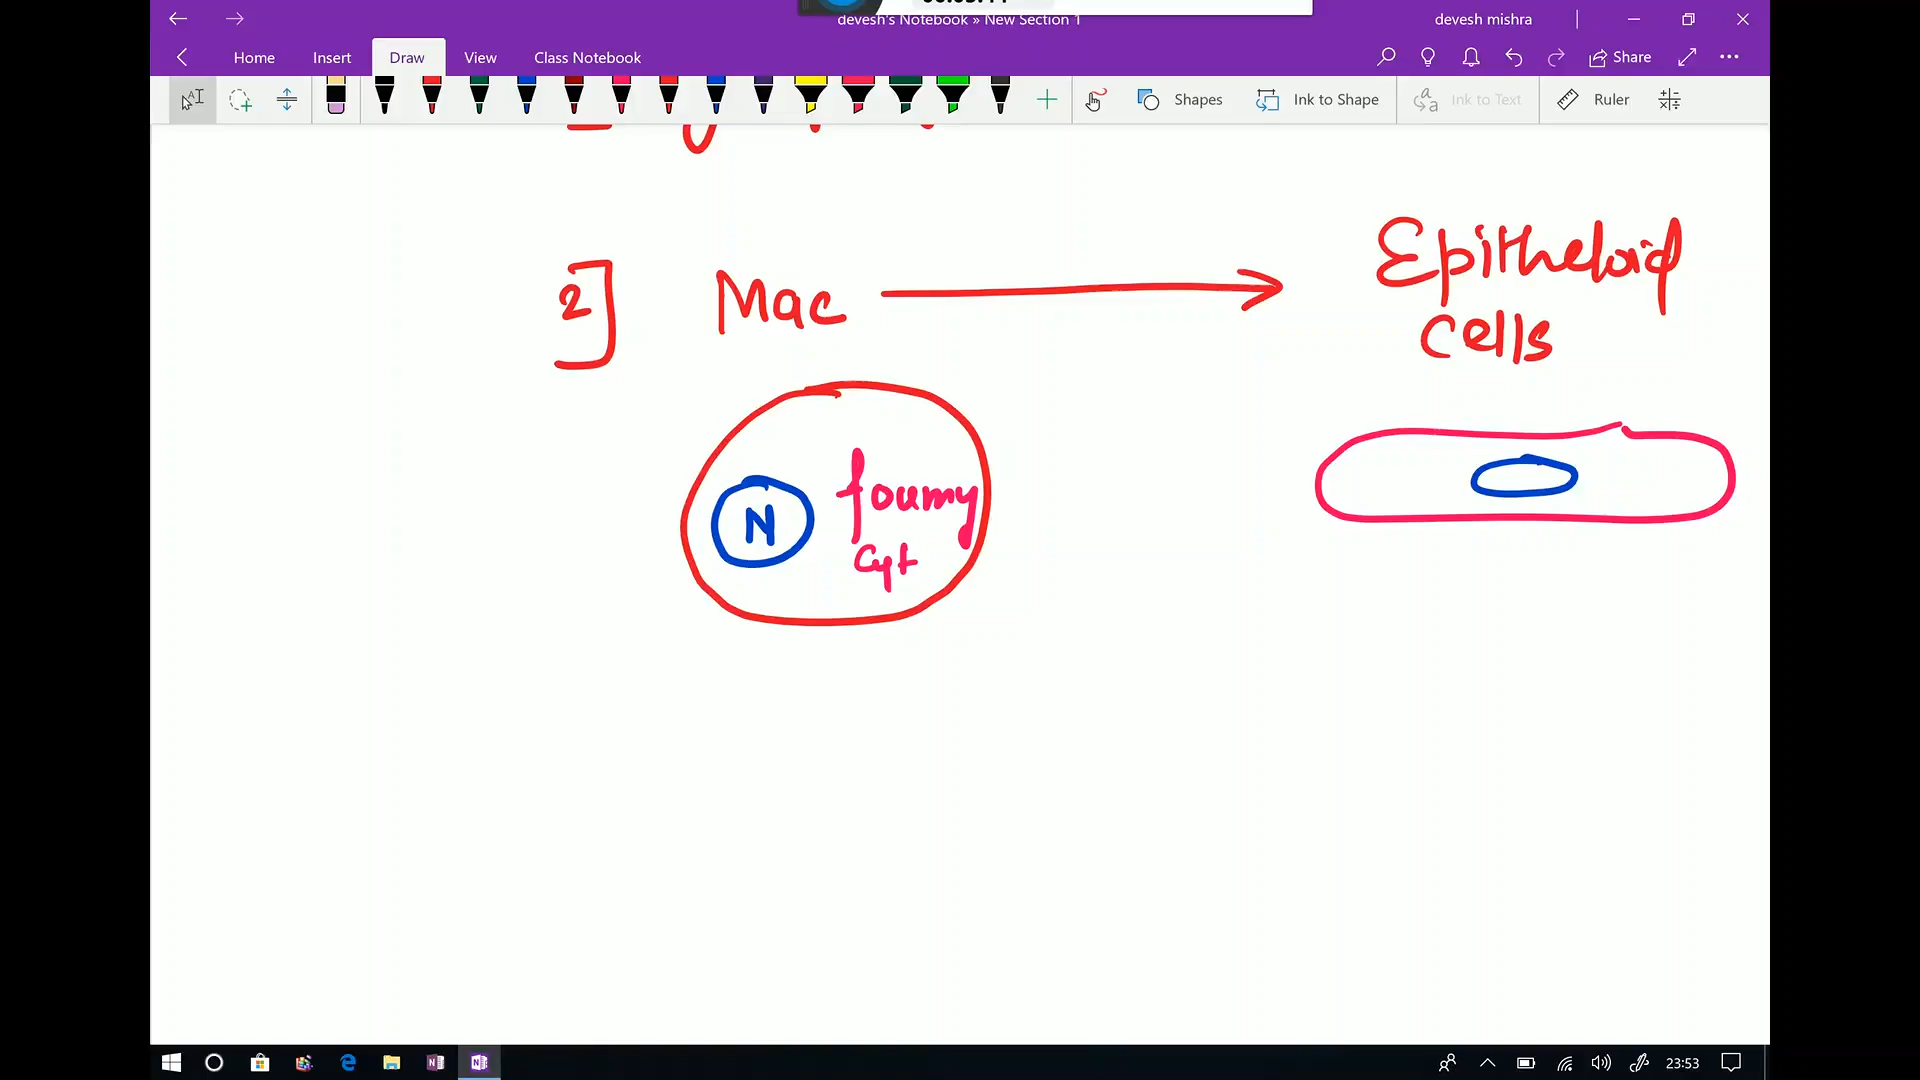 devesh's Notebook » New Section 1
devesh mishra
Home Insert Draw View Class Notebook
Share
Shapes Ink to Shape Ink to Text Ruler
2] Mac
Epitheloid
cells
N foumy
Cyt
23:53